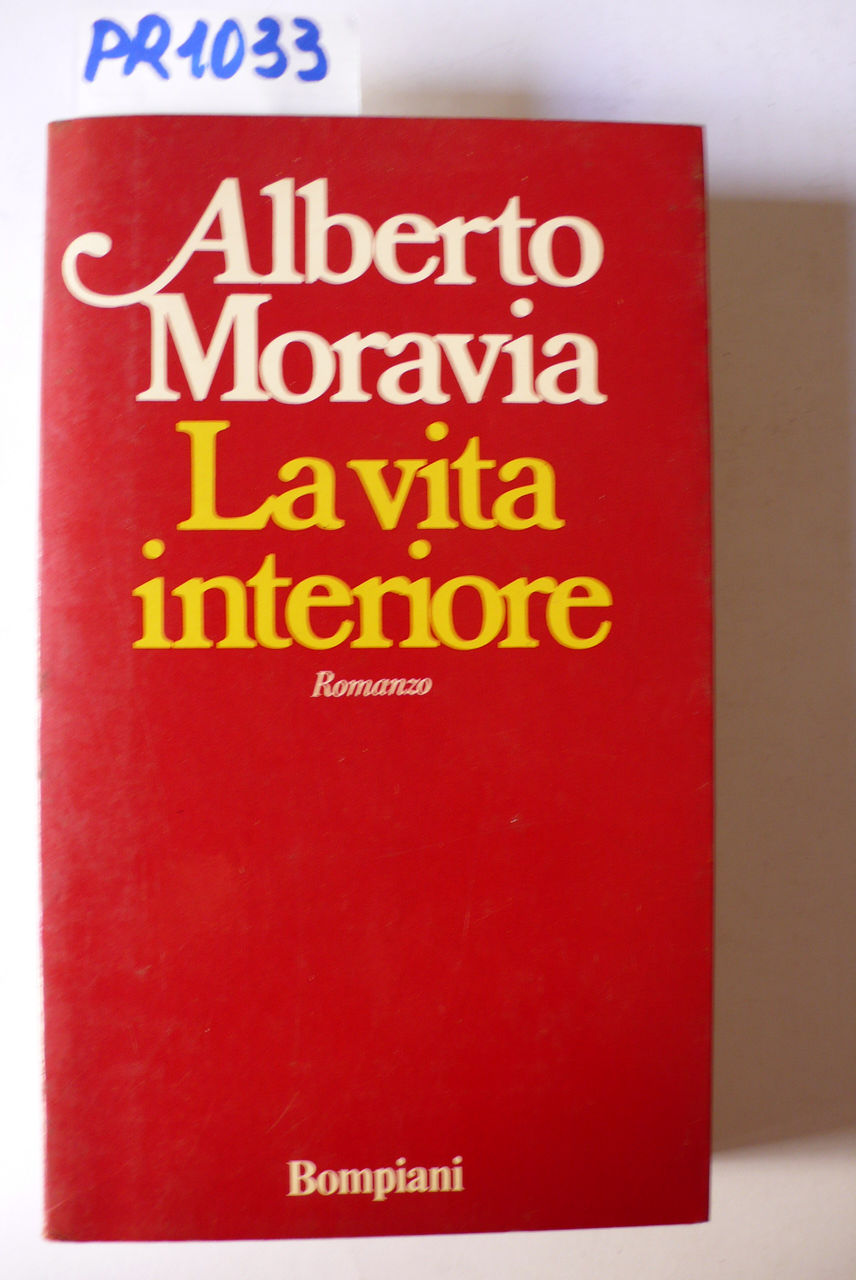 PR1033
Alberto
Moravia
La vita
interiore
Romanzo
Bompiani